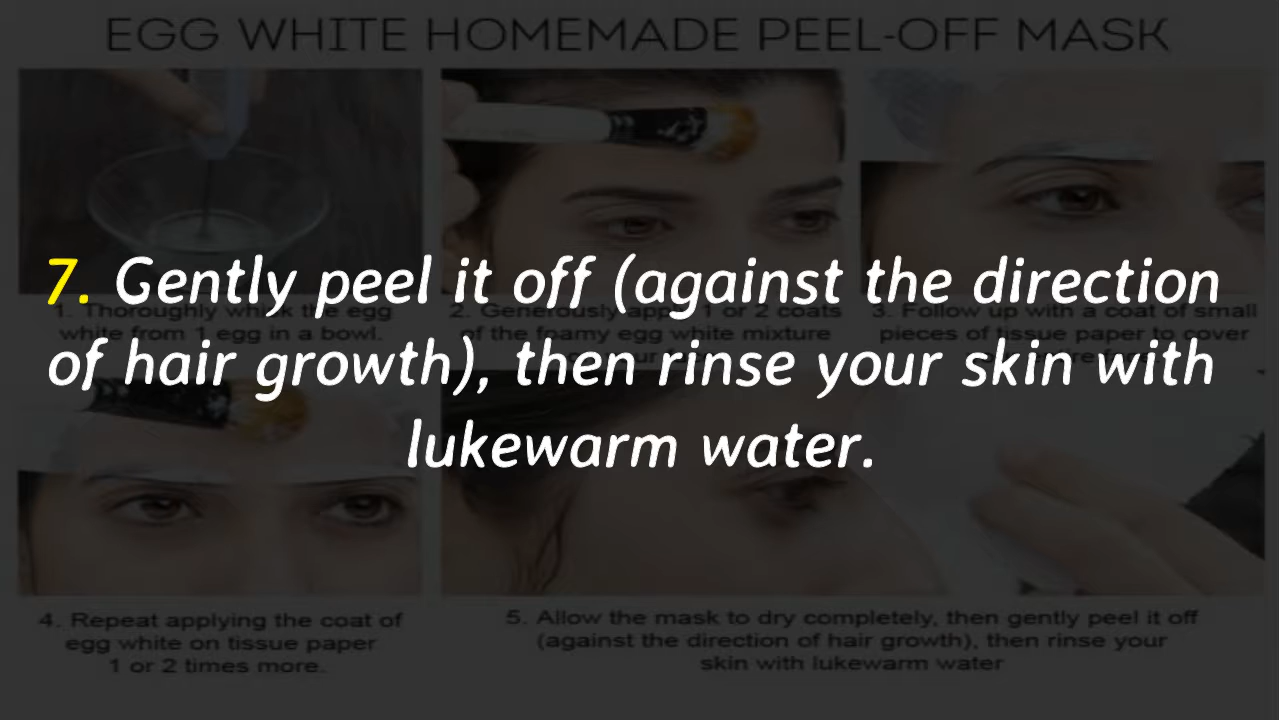 EGG WHITE HOMEMADE PEEL-OFF MASK
7. Gently peel it off (against the direction
of hair growth), then rinse your skin with
lukewarm water.
1. Thoroughly whisk the egg
white from 1 egg in a bowl.
2. Generously apply 1 or 2 coats
of the foamy egg white mixture
3. Follow up with a coat of small
pieces of tissue paper to cover
4. Repeat applying the coat of
egg white on tissue paper
1 or 2 times more.
5. Allow the mask to dry completely, then gently peel it off
(against the direction of hair growth), then rinse your
skin with lukewarm water